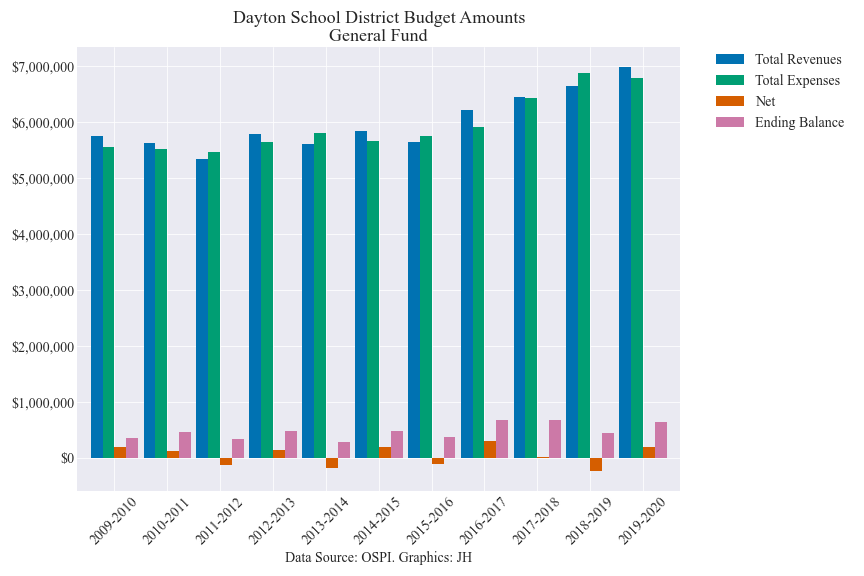 Dayton School District Budget Amounts
General Fund
$7,000,000
$6,000,000
$5,000,000
$4,000,000
$3,000,000
$2,000,000
$1,000,000
$0
2009-2010
2010-2011
2011-2012
2012-2013
2013-2014
2014-2015
2015-2016
2016-2017
2017-2018
2018-2019
2019-2020
Data Source: OSPI. Graphics: JH
Total Revenues
Total Expenses
Net
Ending Balance